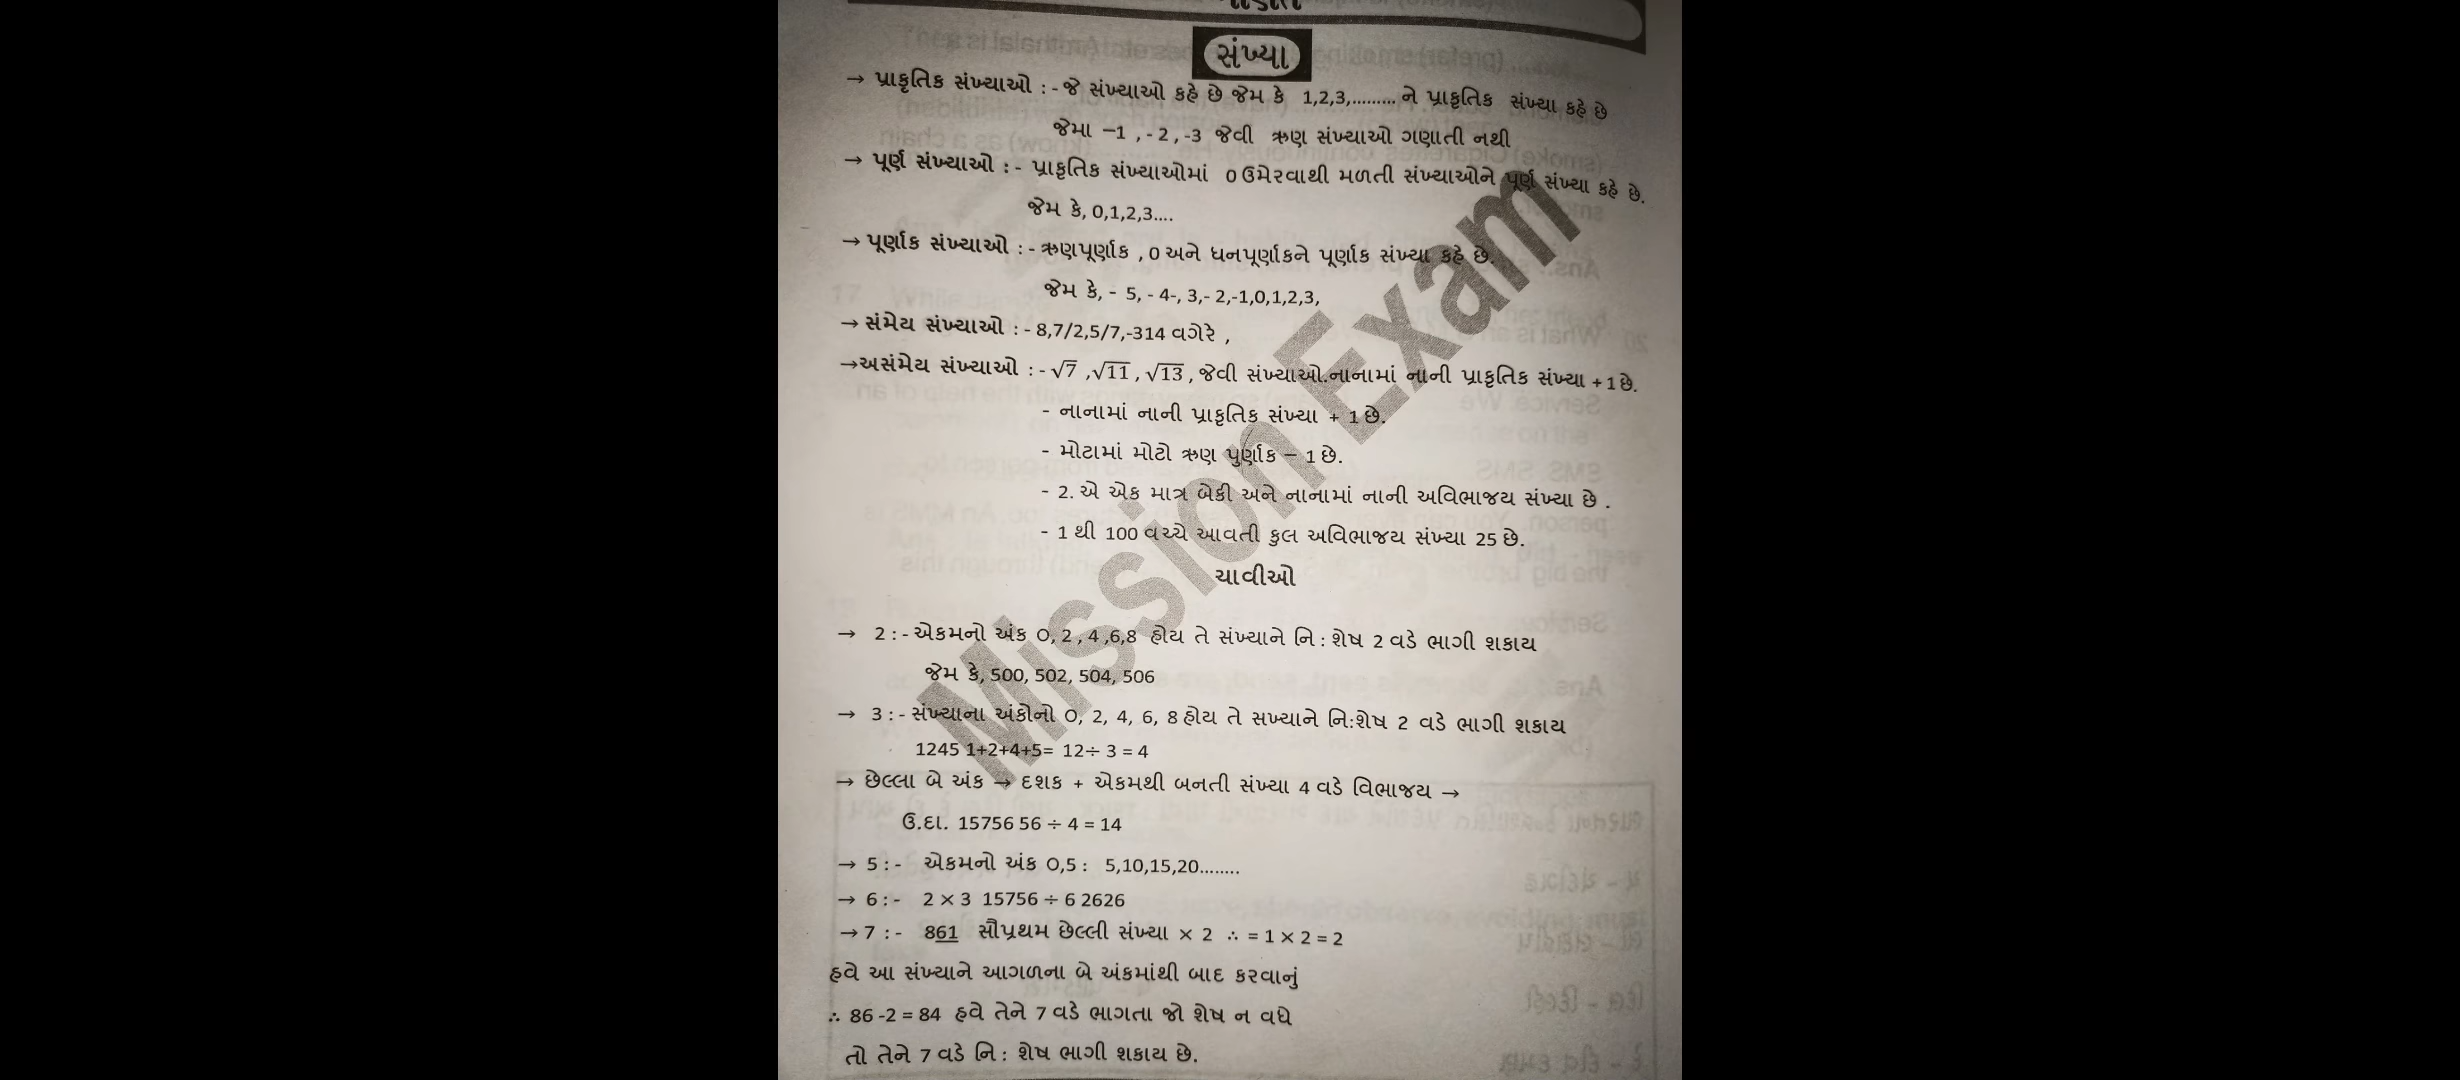 સંખ્યા
→ પ્રાકૃતિક સંખ્યાઓ : - જે સંખ્યાઓ કહે છે જેમ કે 1,2,3,......... ને પ્રાકૃતિક સંખ્યા કહે છે
જેમા –1 , - 2 , -3 જેવી ઋણ સંખ્યાઓ ગણાતી નથી
→ પૂર્ણ સંખ્યાઓ : - પ્રાકૃતિક સંખ્યાઓમાં 0 ઉમેરવાથી મળતી સંખ્યાઓને પૂર્ણ સંખ્યા કહે છે.
જેમ કે, 0,1,2,3....
→ પૂર્ણાક સંખ્યાઓ : - ઋણપૂર્ણાક , 0 અને ધનપૂર્ણાકને પૂર્ણાક સંખ્યા કહે છે.
જેમ કે, - 5, - 4-, 3,- 2,-1,0,1,2,3,
→ સંમેય સંખ્યાઓ : - 8,7/2,5/7,-314 વગેરે ,
→અસંમેય સંખ્યાઓ : - √7 ,√11 , √13 , જેવી સંખ્યાઓ.નાનામાં નાની પ્રાકૃતિક સંખ્યા + 1 છે.
- નાનામાં નાની પ્રાકૃતિક સંખ્યા + 1 છે.
- મોટામાં મોટો ઋણ પુર્ણાક – 1 છે.
- 2. એ એક માત્ર બેકી અને નાનામાં નાની અવિભાજય સંખ્યા છે .
- 1 થી 100 વચ્ચે આવતી કુલ અવિભાજય સંખ્યા 25 છે.
ચાવીઓ
→ 2 : - એકમનો અંક 0, 2 , 4 ,6,8 હોય તે સંખ્યાને નિ : શેષ 2 વડે ભાગી શકાય
જેમ કે, 500, 502, 504, 506
→ 3 : - સંખ્યાના અંકોનો 0, 2, 4, 6, 8 હોય તે સખ્યાને નિ:શેષ 2 વડે ભાગી શકાય
1245 1+2+4+5= 12÷ 3 = 4
→ છેલ્લા બે અંક → દશક + એકમથી બનતી સંખ્યા 4 વડે વિભાજય →
ઉ.દા. 15756 56 ÷ 4 = 14
→ 5 : - એકમનો અંક 0,5 : 5,10,15,20........
→ 6 : - 2 × 3 15756 ÷ 6 2626
→ 7 : - 861 સૌપ્રથમ છેલ્લી સંખ્યા × 2 ∴ = 1 × 2 = 2
હવે આ સંખ્યાને આગળના બે અંકમાંથી બાદ કરવાનું
∴ 86 -2 = 84 હવે તેને 7 વડે ભાગતા જો શેષ ન વધે
તો તેને 7 વડે નિ : શેષ ભાગી શકાય છે.
Mission Exam